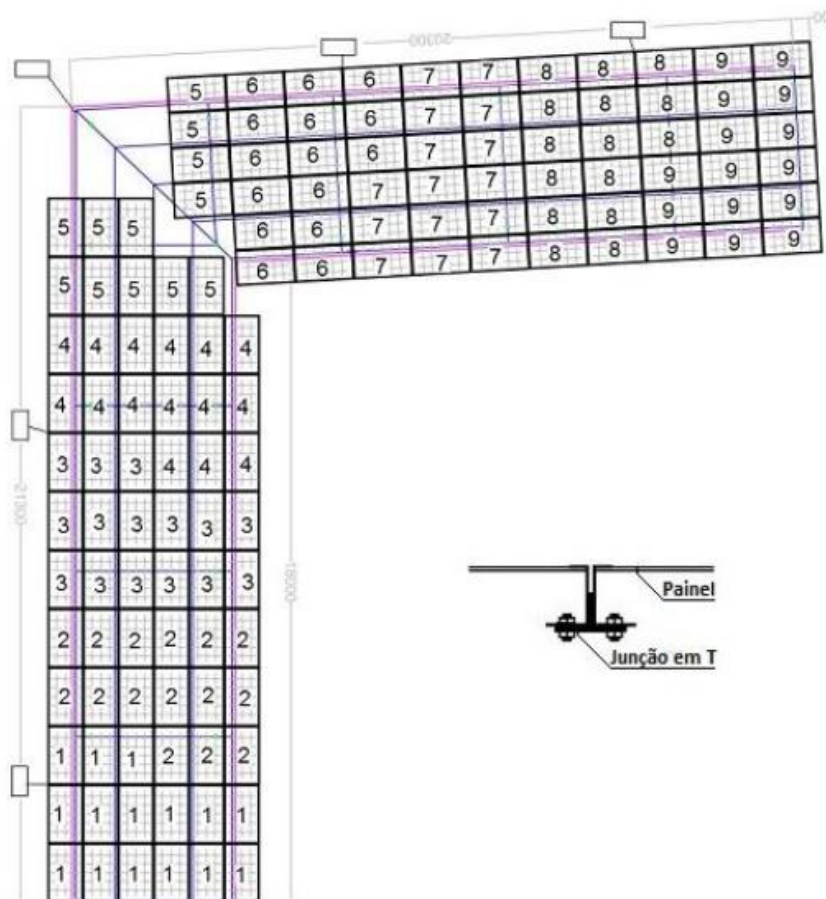 20300
5 6 6 6 7 7 8 8 8 9 9
5 6 6 6 7 7 8 8 8 9 9
5 6 6 6 7 7 8 8 8 9 9
5 6 6 7 7 7 8 8 9 9 9
6 6 7 7 7 8 8 9 9 9
6 6 7 7 7 8 8 9 9 9
5 5 5
5 5 5 5 5
4 4 4 4 4 4
4 4 4 4 4 4
3 3 3 4 4 4
3 3 3 3 3 3
3 3 3 3 3 3
2 2 2 2 2 2
2 2 2 2 2 2
1 1 1 2 2 2
1 1 1 1 1 1
1 1 1 1 1 1
21300
18000
Painel
Junção em T